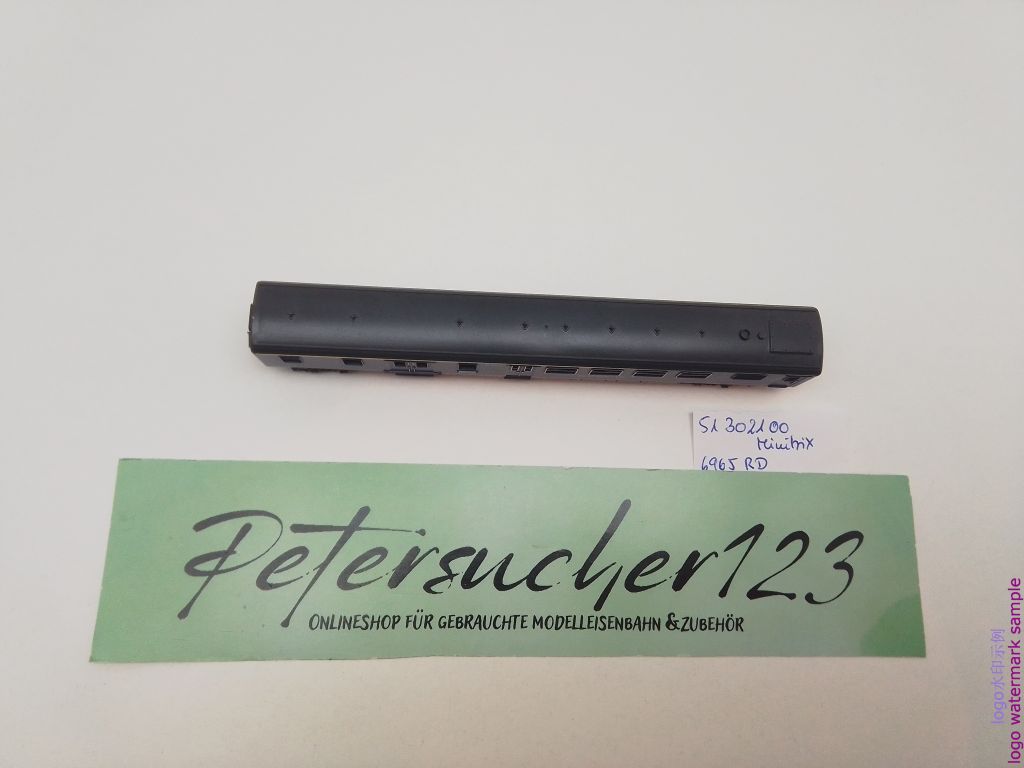 51 302100
Minitrix
6965 RD
Petersucher123
ONLINESHOP FÜR GEBRAUCHTE MODELLEISENBAHN &ZUBEHÖR
logo水印示例
logo watermark sample